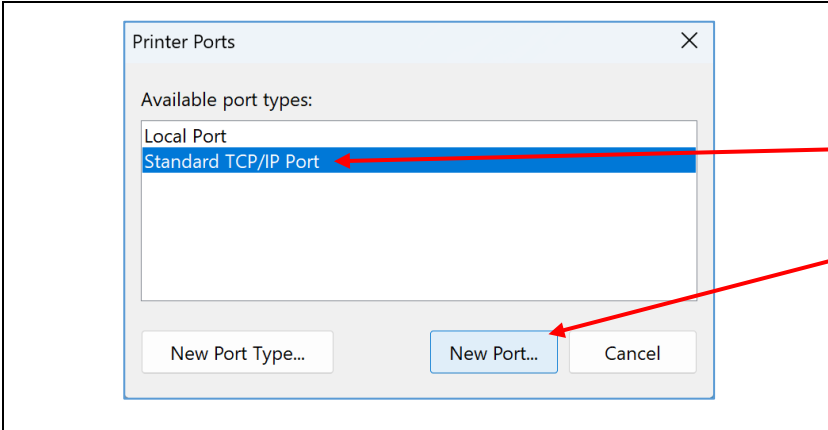 Printer Ports
Available port types:
Local Port
Standard TCP/IP Port
New Port Type...
New Port...
Cancel